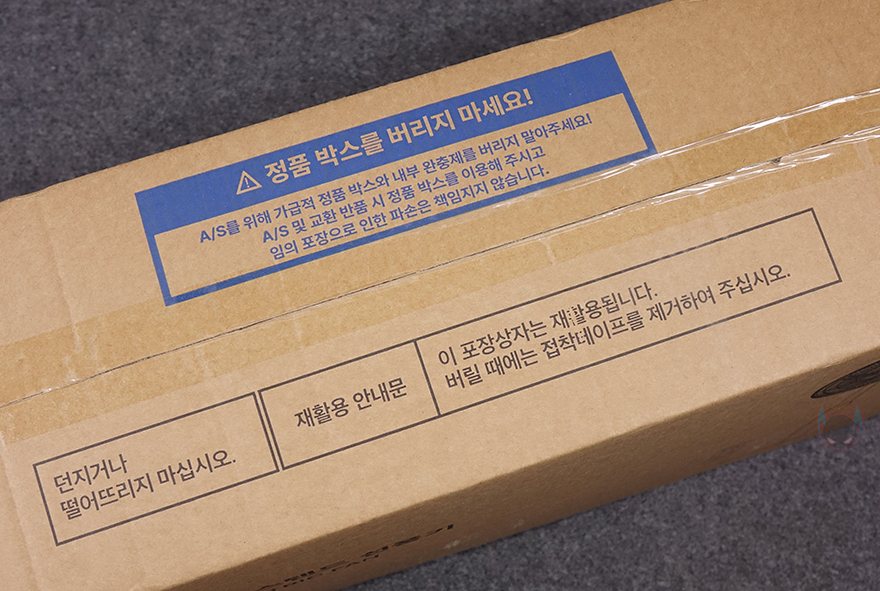 정품 박스를 버리지 마세요!
A/S를 위해 가급적 정품 박스와 내부 완충제를 버리지 말아주세요!
A/S 및 교환 반품 시 정품 박스를 이용해 주시고
임의 포장으로 인한 파손은 책임지지 않습니다.
던지거나
떨어뜨리지 마십시오.
재활용 안내문
이 포장상자는 재활용됩니다.
버릴 때에는 접착테이프를 제거하여 주십시오.